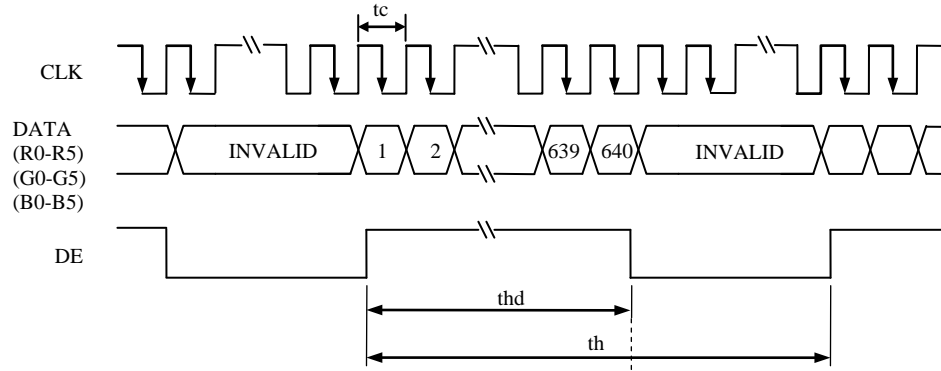 tc
CLK
DATA
(R0-R5)
(G0-G5)
(B0-B5)
INVALID 1 2 639 640 INVALID
DE
thd
th